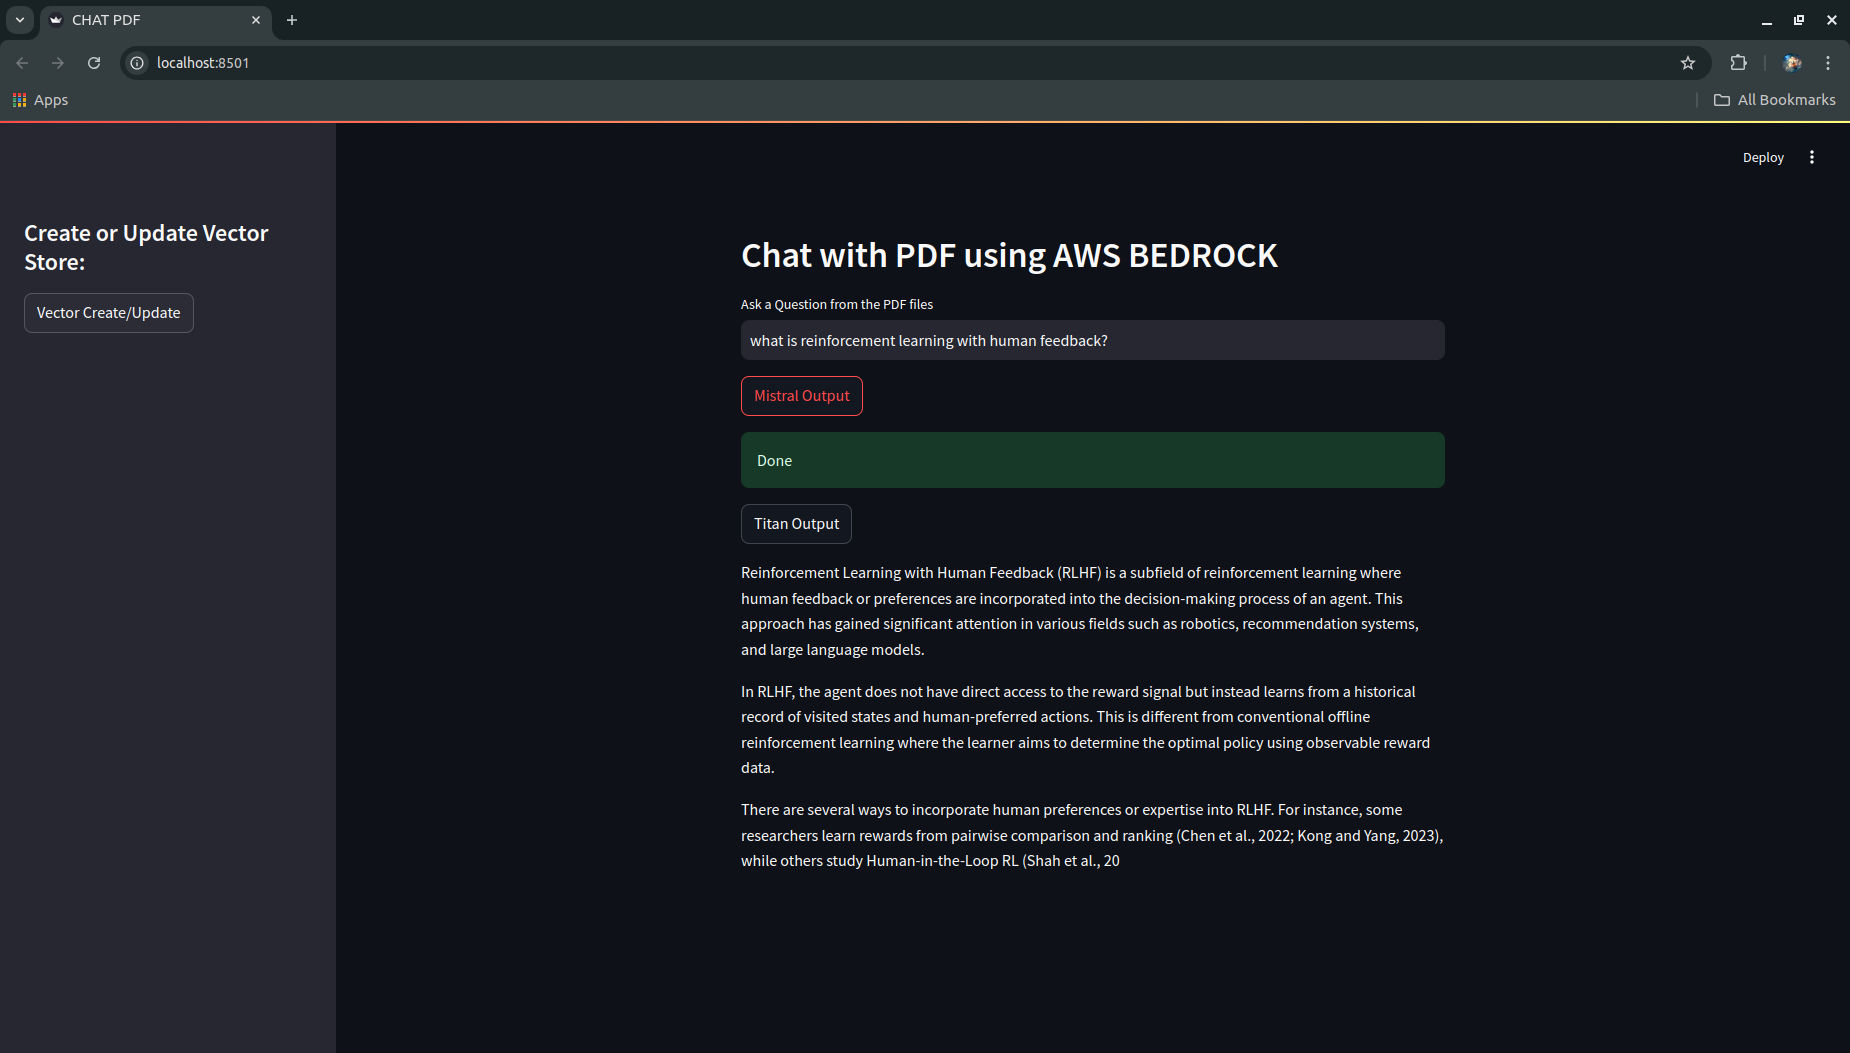 CHAT PDF
localhost:8501
Apps
All Bookmarks
Deploy
Create or Update Vector
Store:
Vector Create/Update
Chat with PDF using AWS BEDROCK
Ask a Question from the PDF files
what is reinforcement learning with human feedback?
Mistral Output
Done
Titan Output
Reinforcement Learning with Human Feedback (RLHF) is a subfield of reinforcement learning where
human feedback or preferences are incorporated into the decision-making process of an agent. This
approach has gained significant attention in various fields such as robotics, recommendation systems,
and large language models.
In RLHF, the agent does not have direct access to the reward signal but instead learns from a historical
record of visited states and human-preferred actions. This is different from conventional offline
reinforcement learning where the learner aims to determine the optimal policy using observable reward
data.
There are several ways to incorporate human preferences or expertise into RLHF. For instance, some
researchers learn rewards from pairwise comparison and ranking (Chen et al., 2022; Kong and Yang, 2023),
while others study Human-in-the-Loop RL (Shah et al., 20